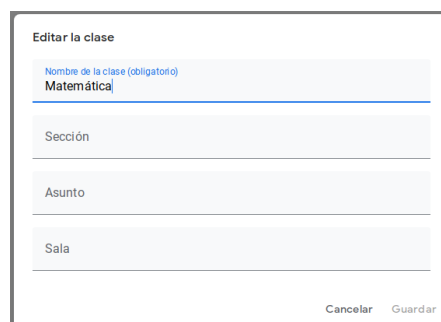 Editar la clase
Nombre de la clase (obligatorio)
Matemática
Sección
Asunto
Sala
Cancelar Guardar